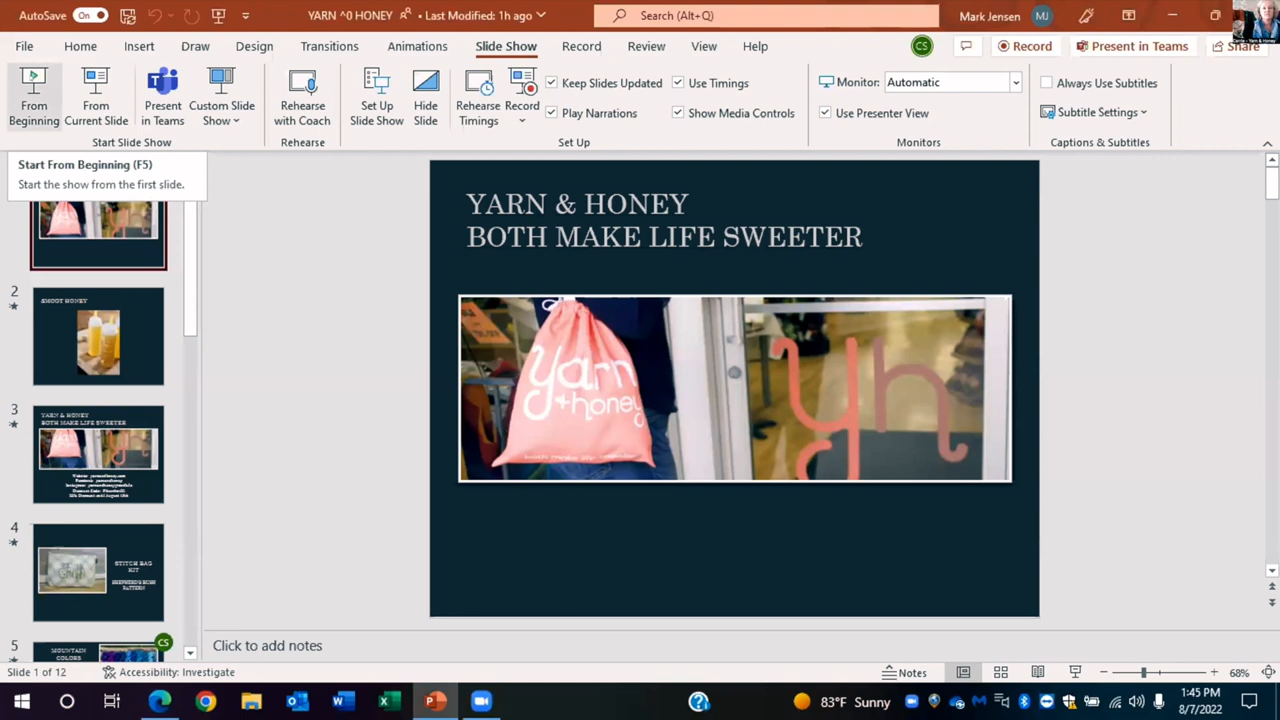 AutoSave On YARN ^0 HONEY • Last Modified: 1h ago Search (Alt+Q) Mark Jensen MJ
File Home Insert Draw Design Transitions Animations Slide Show Record Review View Help CS Record Present in Teams Share
From Beginning
From Current Slide
Present in Teams
Custom Slide Show
Rehearse with Coach
Set Up Slide Show
Hide Slide
Rehearse Timings
Record
Keep Slides Updated
Use Timings
Play Narrations
Show Media Controls
Monitor: Automatic
Use Presenter View
Always Use Subtitles
Subtitle Settings
Start Slide Show Rehearse Set Up Monitors Captions & Subtitles
Start From Beginning (F5)
Start the show from the first slide.
2
SMOOT HONEY
3
YARN & HONEY
BOTH MAKE LIFE SWEETER
4
STITCH BAG
KIT
SHEPHERD'S BUSH
PATTERN
5
MOUNTAIN
COLORS
CS
YARN & HONEY
BOTH MAKE LIFE SWEETER
yarn
+honey
yh
Click to add notes
Slide 1 of 12 Accessibility: Investigate Notes 68%
83°F Sunny
1:45 PM
8/7/2022